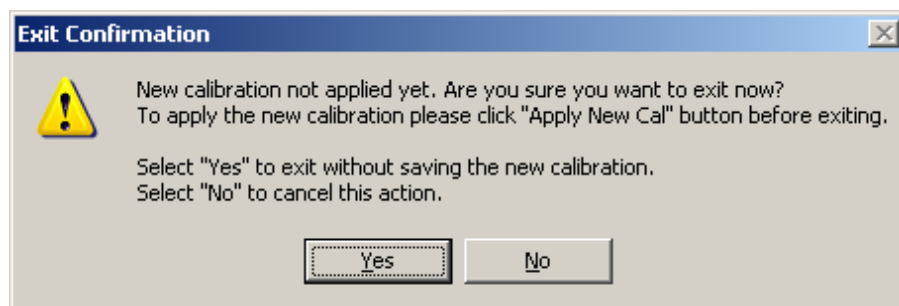 Exit Confirmation
New calibration not applied yet. Are you sure you want to exit now?
To apply the new calibration please click "Apply New Cal" button before exiting.
Select "Yes" to exit without saving the new calibration.
Select "No" to cancel this action.
Yes
No